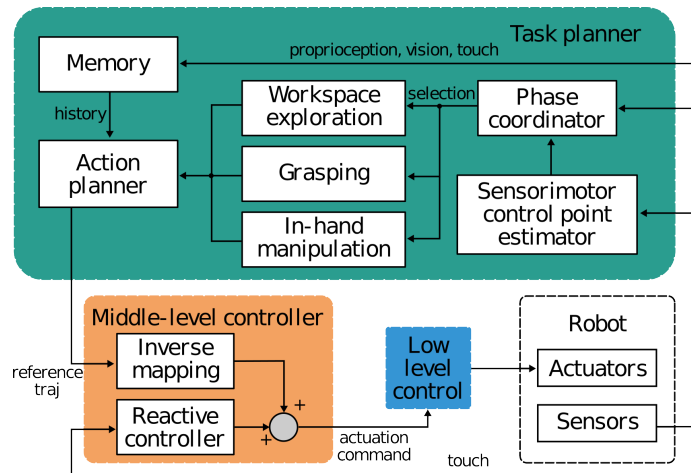 Task planner
proprioception, vision, touch
Memory
history
Action
planner
Workspace
exploration
selection
Phase
coordinator
Grasping
Sensorimotor
control point
estimator
In-hand
manipulation
Middle-level controller
Inverse
mapping
reference
traj
Reactive
controller
+
+
actuation
command
Low
level
control
touch
Robot
Actuators
Sensors